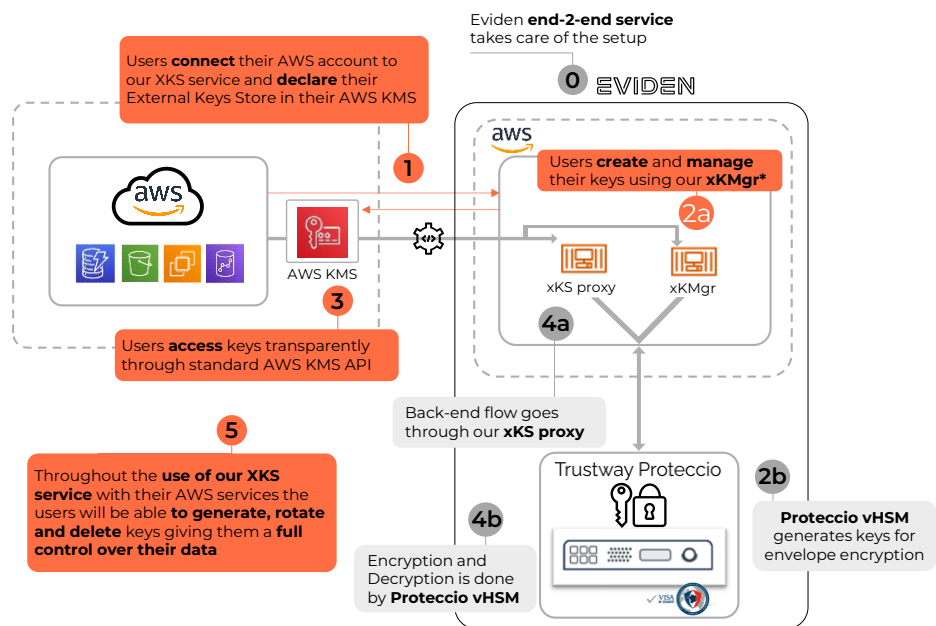 Eviden end-2-end service
takes care of the setup
0
EVIDEN
Users connect their AWS account to
our XKS service and declare their
External Keys Store in their AWS KMS
1
aws
Users create and manage
their keys using our xKMgr*
2a
aws
AWS KMS
xKS proxy
xKMgr
3
Users access keys transparently
through standard AWS KMS API
4a
Back-end flow goes
through our xKS proxy
5
Throughout the use of our XKS
service with their AWS services the
users will be able to generate, rotate
and delete keys giving them a full
control over their data
Trustway Proteccio
4b
Encryption and
Decryption is done
by Proteccio vHSM
2b
Proteccio vHSM
generates keys for
envelope encryption
VISA